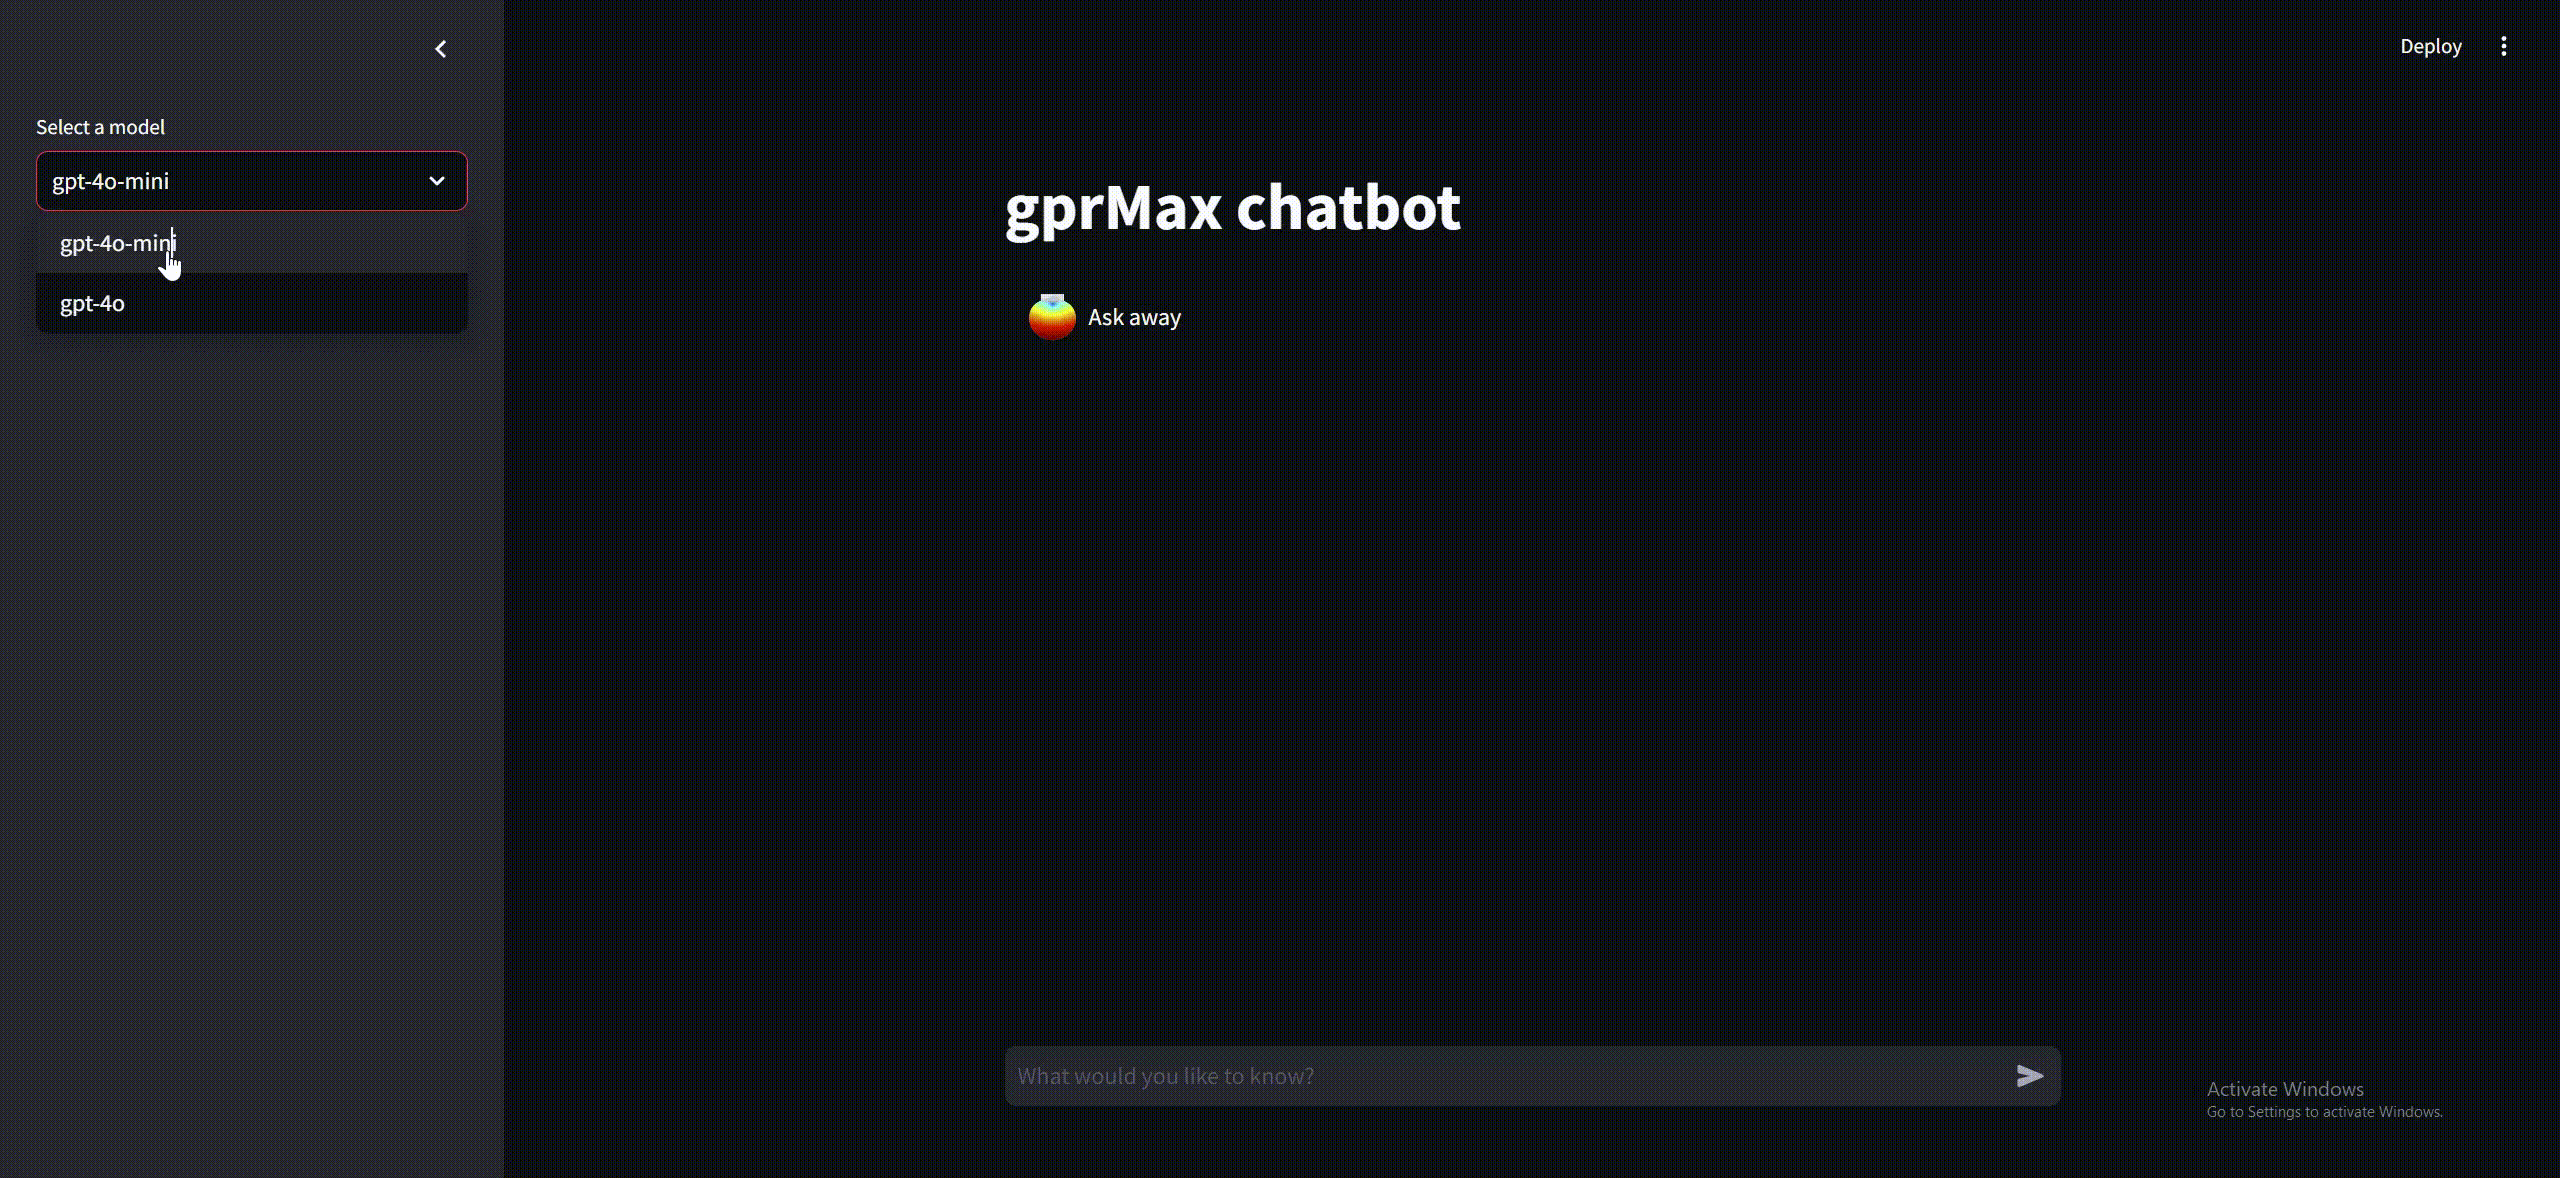 Deploy
Select a model
gpt-4o-mini
gpt-4o-mini
gpt-4o
gprMax chatbot
Ask away
What would you like to know?
Activate Windows
Go to Settings to activate Windows.